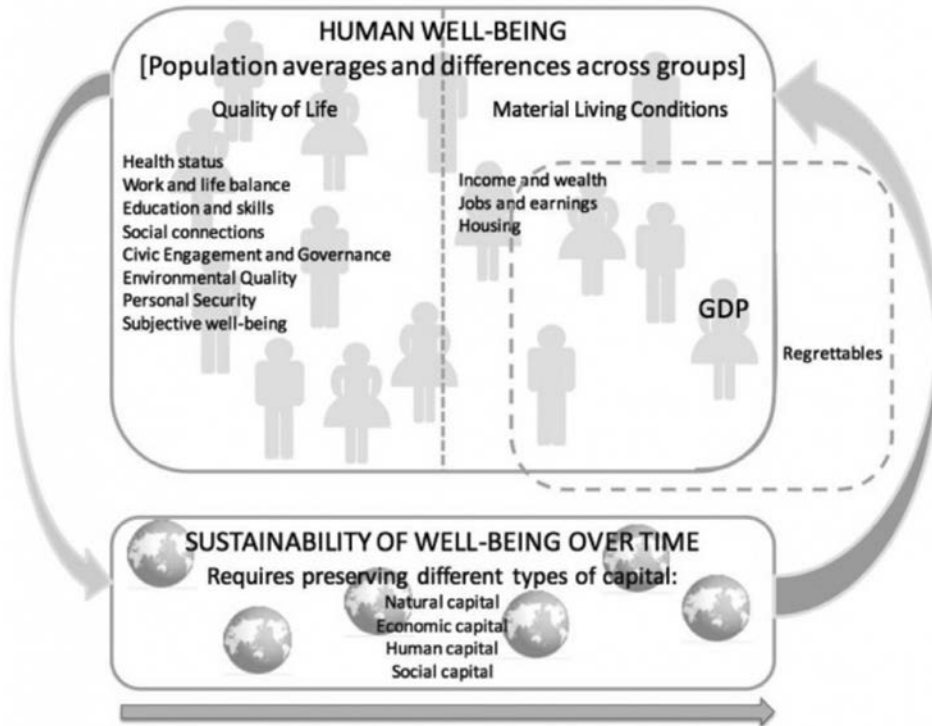 HUMAN WELL-BEING
[Population averages and differences across groups]
Quality of Life
Material Living Conditions
Health status
Work and life balance
Education and skills
Social connections
Civic Engagement and Governance
Environmental Quality
Personal Security
Subjective well-being
Income and wealth
Jobs and earnings
Housing
GDP
Regrettables
SUSTAINABILITY OF WELL-BEING OVER TIME
Requires preserving different types of capital:
Natural capital
Economic capital
Human capital
Social capital